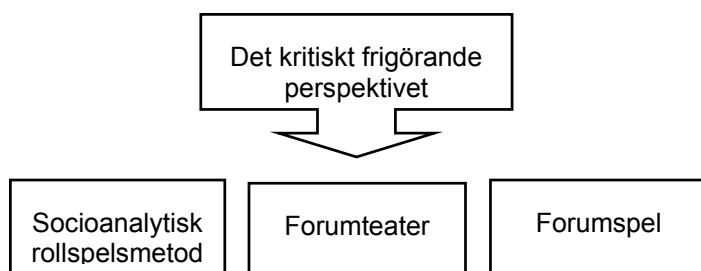 Det kritiskt frigörande
perspektivet
Socioanalytisk
rollspelsmetod
Forumteater
Forumspel